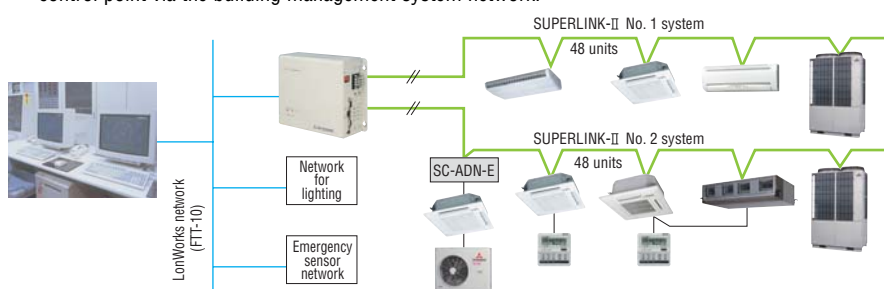 control point via the building management system network.
SUPERLINK-II No. 1 system
48 units
SUPERLINK-II No. 2 system
48 units
SC-ADN-E
Network
for
lighting
Emergency
sensor
network
LonWorks network
(FTT-10)